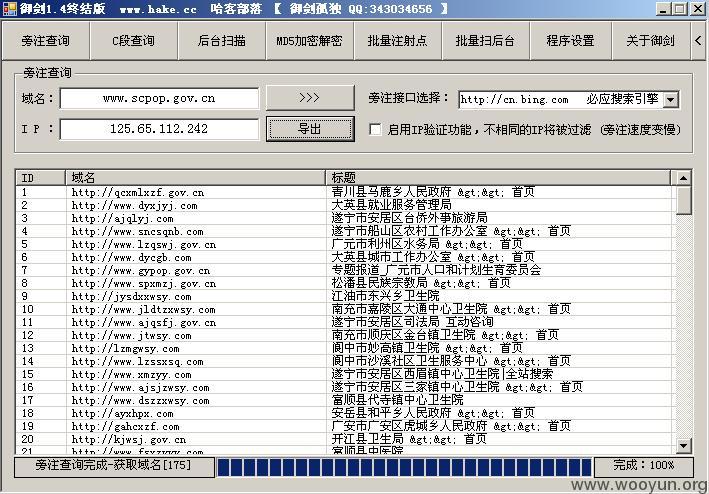 御剑1.4终结版 www.hake.cc 哈客部落 【 御剑孤独 QQ:343034656 】
旁注查询 C段查询 后台扫描 MD5加密解密 批量注射点 批量扫后台 程序设置 关于御剑 <
旁注查询
域名： www.scpop.gov.cn >>> 旁注接口选择： http://cn.bing.com 必应搜索引擎
I P ： 125.65.112.242 导出 启用IP验证功能，不相同的IP将被过滤 (旁注速度变慢)
ID 域名 标题
1 http://qcxmlxzf.gov.cn 青川县马鹿乡人民政府 &gt;&gt; 首页
2 http://www.dyxjyj.com 大英县就业服务管理局
3 http://ajqlyj.com 遂宁市安居区台侨外事旅游局
4 http://www.sncsqnb.com 遂宁市船山区农村工作办公室 &gt;&gt; 首页
5 http://www.lzqswj.gov.cn 广元市利州区水务局 &gt;&gt; 首页
6 http://www.dycgb.com 大英县城市工作办公室 &gt;&gt; 首页
7 http://www.gypop.gov.cn 专题报道_广元市人口和计划生育委员会
8 http://www.spxmzj.gov.cn 松潘县民族宗教局 &gt;&gt; 首页
9 http://jysdxxwsy.com 江油市东兴乡卫生院
10 http://www.jldtzxwsy.com 南充市嘉陵区大通中心卫生院 &gt;&gt; 首页
11 http://www.ajqsfj.gov.cn 遂宁市安居区司法局 互动咨询
12 http://www.jtwsy.com 南充市顺庆区金台镇卫生院 &gt;&gt; 首页
13 http://lzmgwsy.com 阆中市妙高镇卫生院 &gt;&gt; 首页
14 http://www.lzssxsq.com 阆中市沙溪社区卫生服务中心 &gt;&gt; 首页
15 http://www.xmzyy.com 遂宁市安居区西眉镇中心卫生院|全站搜索
16 http://www.ajsjzwsy.com 遂宁市安居区三家镇中心卫生院 &gt;&gt; 首页
17 http://www.dszzxwsy.com 富顺县代寺镇中心卫生院
18 http://ayxhpx.com 安岳县和平乡人民政府 &gt;&gt; 首页
19 http://gahcxzf.com 广安市广安区虎城乡人民政府 &gt;&gt; 首页
20 http://kjwsj.gov.cn 开江县卫生局 &gt;&gt; 首页
21 富顺县中医院
旁注查询完成-获取域名[175] 完成：100%
www.wooyun.org